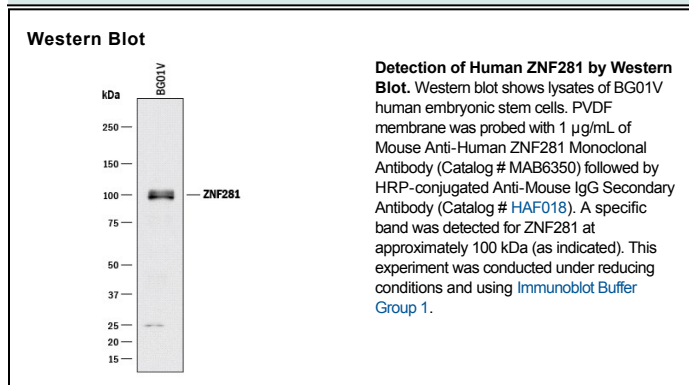 Western Blot
BG01V
kDa
250
150
100
75
50
37
25
20
15
ZNF281
Detection of Human ZNF281 by Western
Blot. Western blot shows lysates of BG01V
human embryonic stem cells. PVDF
membrane was probed with 1 µg/mL of
Mouse Anti-Human ZNF281 Monoclonal
Antibody (Catalog # MAB6350) followed by
HRP-conjugated Anti-Mouse IgG Secondary
Antibody (Catalog # HAF018). A specific
band was detected for ZNF281 at
approximately 100 kDa (as indicated). This
experiment was conducted under reducing
conditions and using Immunoblot Buffer
Group 1.